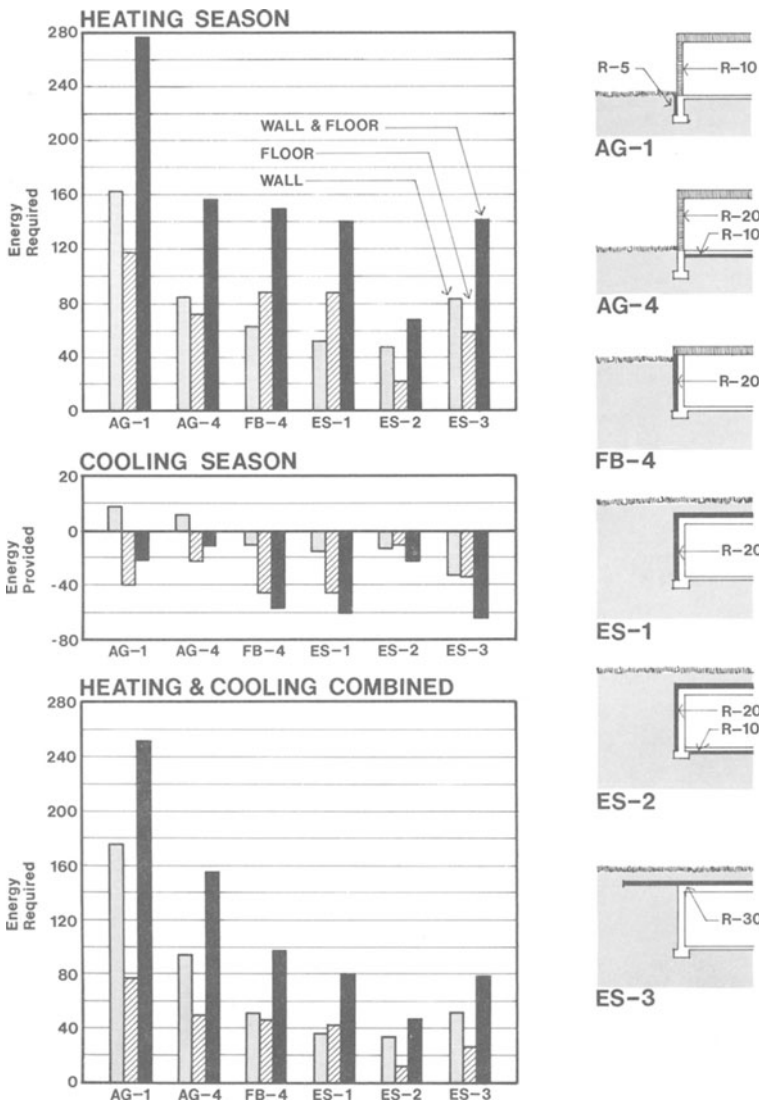 HEATING SEASON
280
240
200
160
120
80
40
0
Energy
Required
WALL & FLOOR
FLOOR
WALL
AG-1 AG-4 FB-4 ES-1 ES-2 ES-3
COOLING SEASON
20
0
-40
-80
Energy
Provided
AG-1 AG-4 FB-4 ES-1 ES-2 ES-3
HEATING & COOLING COMBINED
280
240
200
160
120
80
40
0
Energy
Required
AG-1 AG-4 FB-4 ES-1 ES-2 ES-3
R-5 R-10
AG-1
R-20
R-10
AG-4
R-20
FB-4
R-20
ES-1
R-20
R-10
ES-2
R-30
ES-3